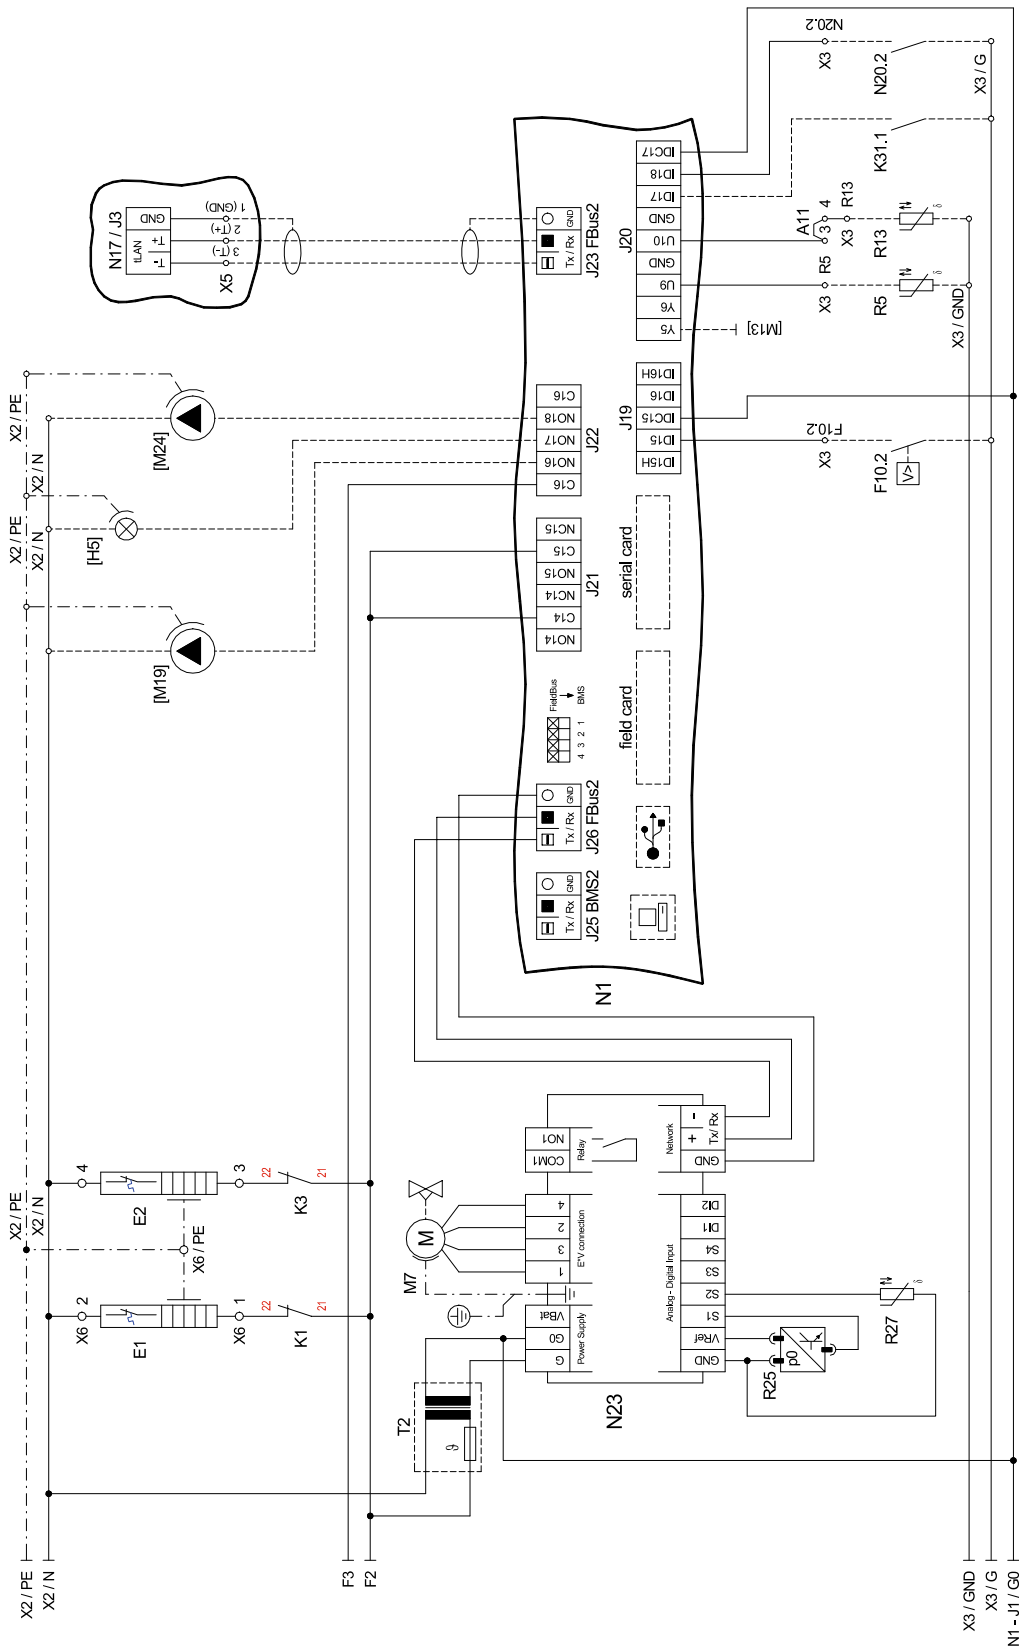 X2 / PE
X2 / N
F3
F2
X3 / GND
X3 / G
N1 - J1 / G0
X2 / PE
X2 / N
X6
2
E1
X6
1
22
21
K1
X6 / PE
4
E2
3
22
21
K3
T2
ϑ
N23
G
G0
VBat
Power Supply
M7
M
1
3
2
4
E*V connection
COM1
NO1
Relay
GND
VRef
S1
S2
S3
S4
DI1
DI2
Analog - Digital Input
GND
+
-
Tx/ Rx
Network
R25
p0
R27
N1
Tx / Rx
GND
J25 BMS2
Tx / Rx
GND
J26 FBus2
4
3
2
1
FieldBus
BMS
field card
serial card
NO14
C14
NC14
NO15
C15
NC15
J21
C16
NO16
NO17
NO18
C16
J22
Tx / Rx
GND
J23 FBus2
ID15H
ID15
IDC15
ID16
ID16H
J19
Y5
Y6
U9
GND
U10
GND
ID17
ID18
IDC17
J20
[M19]
X2 / PE
X2 / N
[H5]
X2 / PE
X2 / N
[M24]
N17 / J3
tLAN
T-
T+
GND
3 (T-)
2 (T+)
1 (GND)
X5
[M13]
F10.2
X3
F10.2
V>
R5
X3
R5
X3 / GND
A11
3
4
R13
X3
R13
K31.1
N20.2
X3
N20.2
X3 / G